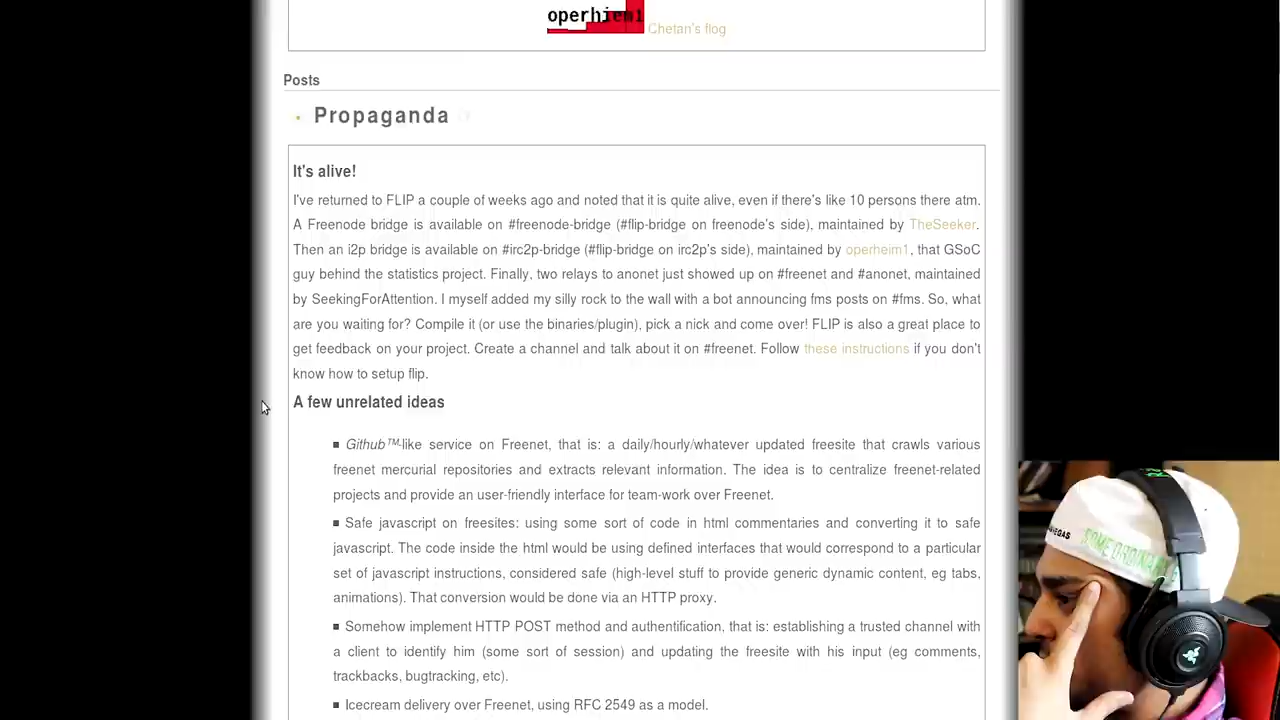 operhiem1
Chetan's flog
Posts
Propaganda
It's alive!
I've returned to FLIP a couple of weeks ago and noted that it is quite alive, even if there's like 10 persons there atm.
A Freenode bridge is available on #freenode-bridge (#flip-bridge on freenode's side), maintained by TheSeeker.
Then an i2p bridge is available on #irc2p-bridge (#flip-bridge on irc2p's side), maintained by operheim1, that GSoC
guy behind the statistics project. Finally, two relays to anonet just showed up on #freenet and #anonet, maintained
by SeekingForAttention. I myself added my silly rock to the wall with a bot announcing fms posts on #fms. So, what
are you waiting for? Compile it (or use the binaries/plugin), pick a nick and come over! FLIP is also a great place to
get feedback on your project. Create a channel and talk about it on #freenet. Follow these instructions if you don't
know how to setup flip.
A few unrelated ideas
Github™-like service on Freenet, that is: a daily/hourly/whatever updated freesite that crawls various
freenet mercurial repositories and extracts relevant information. The idea is to centralize freenet-related
projects and provide an user-friendly interface for team-work over Freenet.
Safe javascript on freesites: using some sort of code in html commentaries and converting it to safe
javascript. The code inside the html would be using defined interfaces that would correspond to a particular
set of javascript instructions, considered safe (high-level stuff to provide generic dynamic content, eg tabs,
animations). That conversion would be done via an HTTP proxy.
Somehow implement HTTP POST method and authentification, that is: establishing a trusted channel with
a client to identify him (some sort of session) and updating the freesite with his input (eg comments,
trackbacks, bugtracking, etc).
Icecream delivery over Freenet, using RFC 2549 as a model.